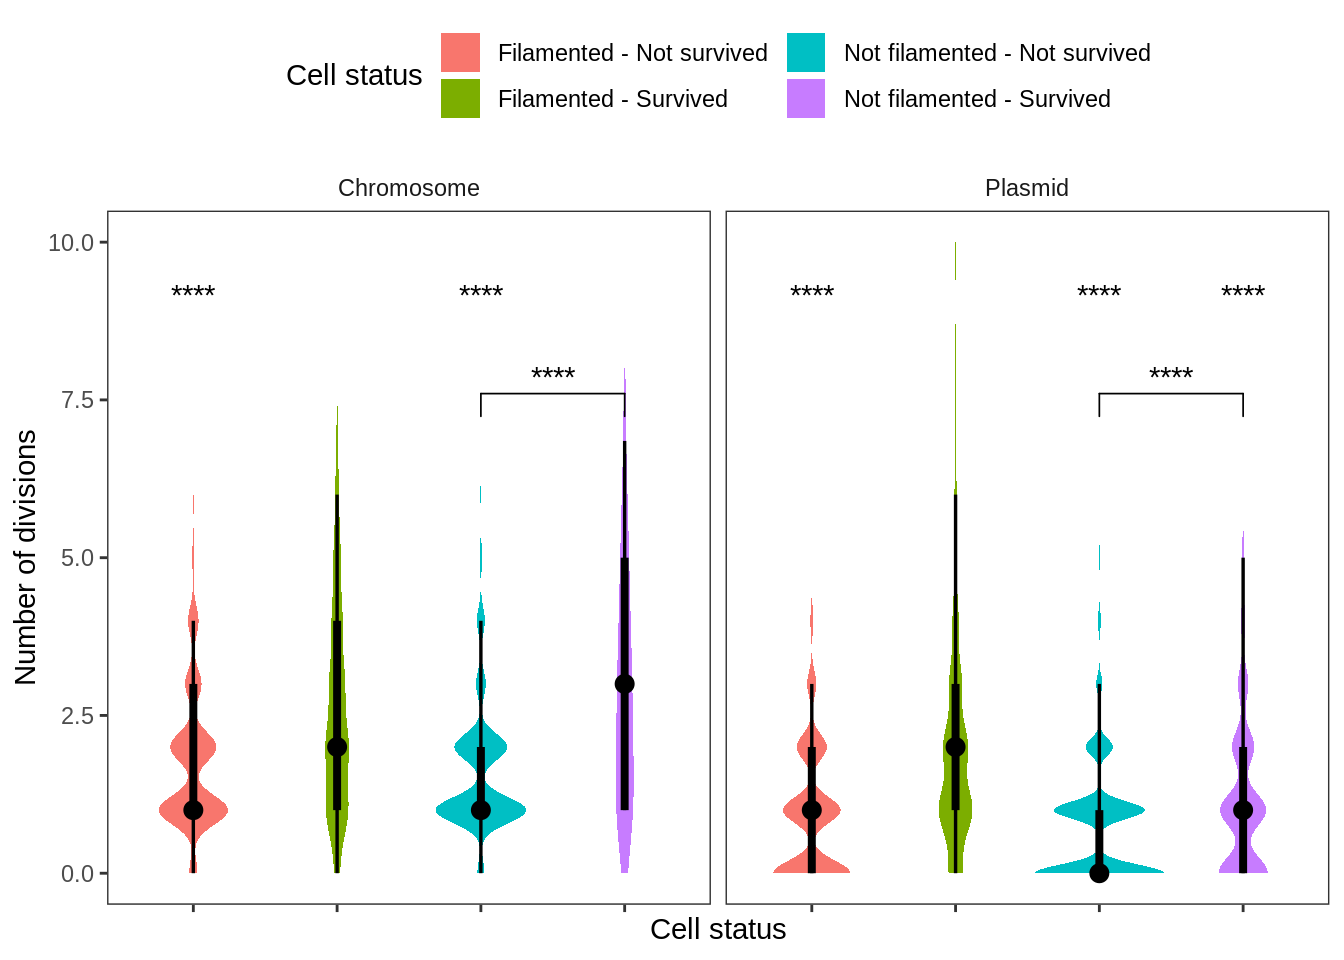 Cell status
Filamented - Not survived
Not filamented - Not survived
Filamented - Survived
Not filamented - Survived
Chromosome
Plasmid
10.0
7.5
5.0
2.5
0.0
Number of divisions
****
****
****
****
****
****
****
Cell status